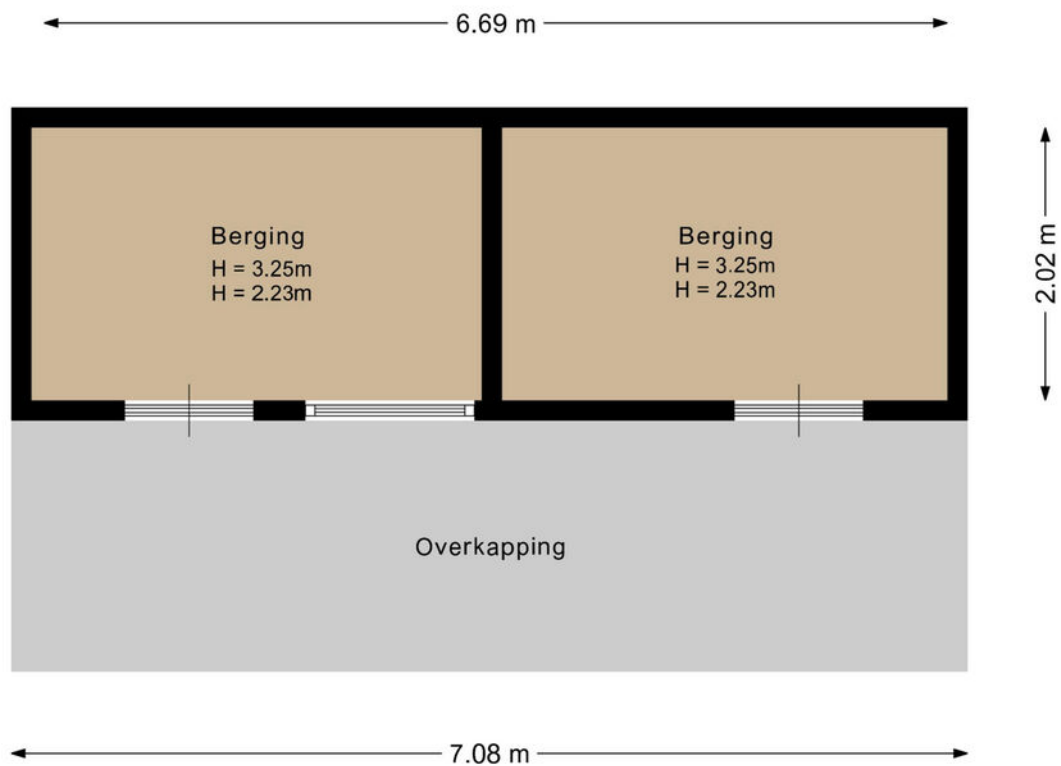 6.69 m
Berging
H = 3.25m
H = 2.23m
Berging
H = 3.25m
H = 2.23m
2.02 m
Overkapping
7.08 m